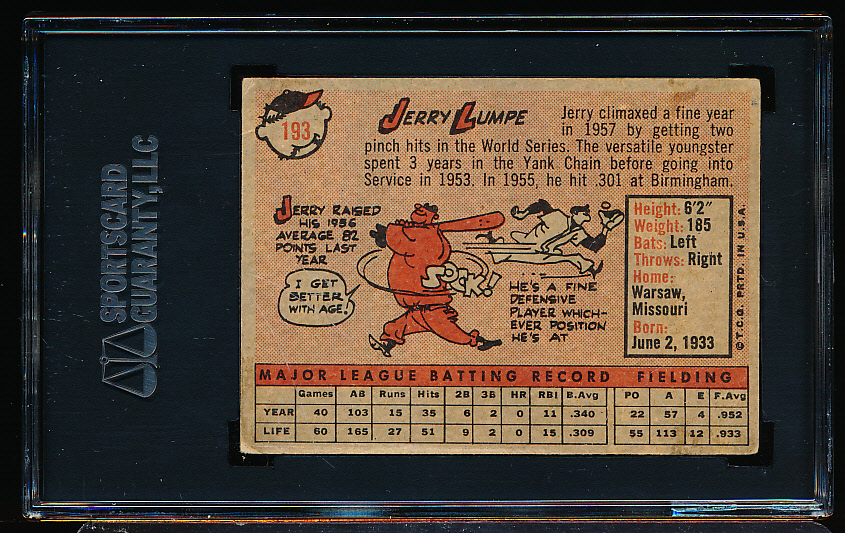 SPORTSCARD
GUARANTY, LLC
193
JERRY LUMPE
Jerry climaxed a fine year
in 1957 by getting two
pinch hits in the World Series. The versatile youngster
spent 3 years in the Yank Chain before going into
Service in 1953. In 1955, he hit .301 at Birmingham.
JERRY RAISED
HIS 1956
AVERAGE 82
POINTS LAST
YEAR
I GET
BETTER
WITH AGE!
SOCK!!
HE'S A FINE
DEFENSIVE
PLAYER WHICH-
EVER POSITION
HE'S AT
Height: 6'2"
Weight: 185
Bats: Left
Throws: Right
Home:
Warsaw,
Missouri
Born:
June 2, 1933
©T.C.G. PRTD. IN U.S.A.
MAJOR LEAGUE BATTING RECORD FIELDING
Games AB Runs Hits 2B 3B HR RBI B.Avg PO A E F.Avg
YEAR 40 103 15 35 6 2 0 11 .340 22 57 4 .952
LIFE 60 165 27 51 9 2 0 15 .309 55 113 12 .933